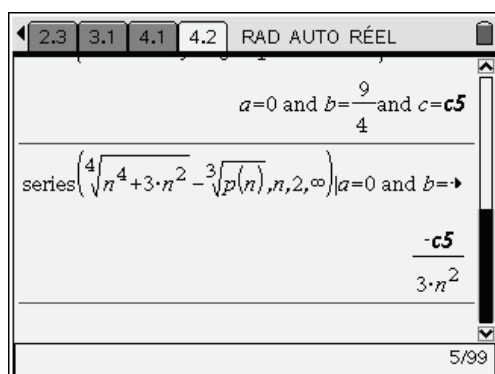 2.3 3.1 4.1 4.2 RAD AUTO RÉEL
a=0 and b=9/4 and c=c5
series(⁴√(n⁴+3·n²) −³√(p(n)),n,2,∞)|a=0 and b=▸
-c5/(3·n²)
5/99